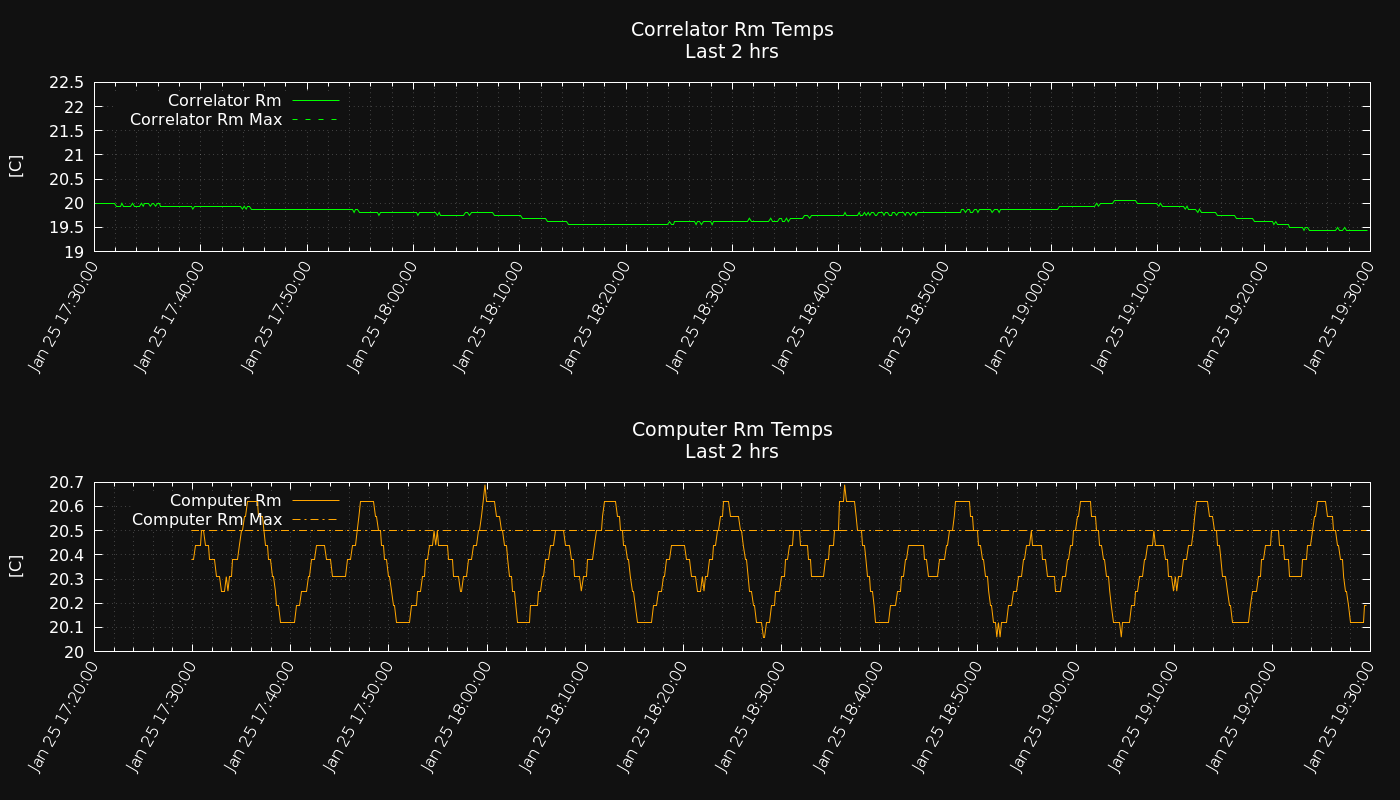 Correlator Rm Temps
Last 2 hrs
22.5
22
21.5
21
20.5
20
19.5
19
[C]
Correlator Rm
Correlator Rm Max
Jan 25 17:30:00
Jan 25 17:40:00
Jan 25 17:50:00
Jan 25 18:00:00
Jan 25 18:10:00
Jan 25 18:20:00
Jan 25 18:30:00
Jan 25 18:40:00
Jan 25 18:50:00
Jan 25 19:00:00
Jan 25 19:10:00
Jan 25 19:20:00
Jan 25 19:30:00
Computer Rm Temps
Last 2 hrs
20.7
20.6
20.5
20.4
20.3
20.2
20.1
20
[C]
Computer Rm
Computer Rm Max
Jan 25 17:20:00
Jan 25 17:30:00
Jan 25 17:40:00
Jan 25 17:50:00
Jan 25 18:00:00
Jan 25 18:10:00
Jan 25 18:20:00
Jan 25 18:30:00
Jan 25 18:40:00
Jan 25 18:50:00
Jan 25 19:00:00
Jan 25 19:10:00
Jan 25 19:20:00
Jan 25 19:30:00